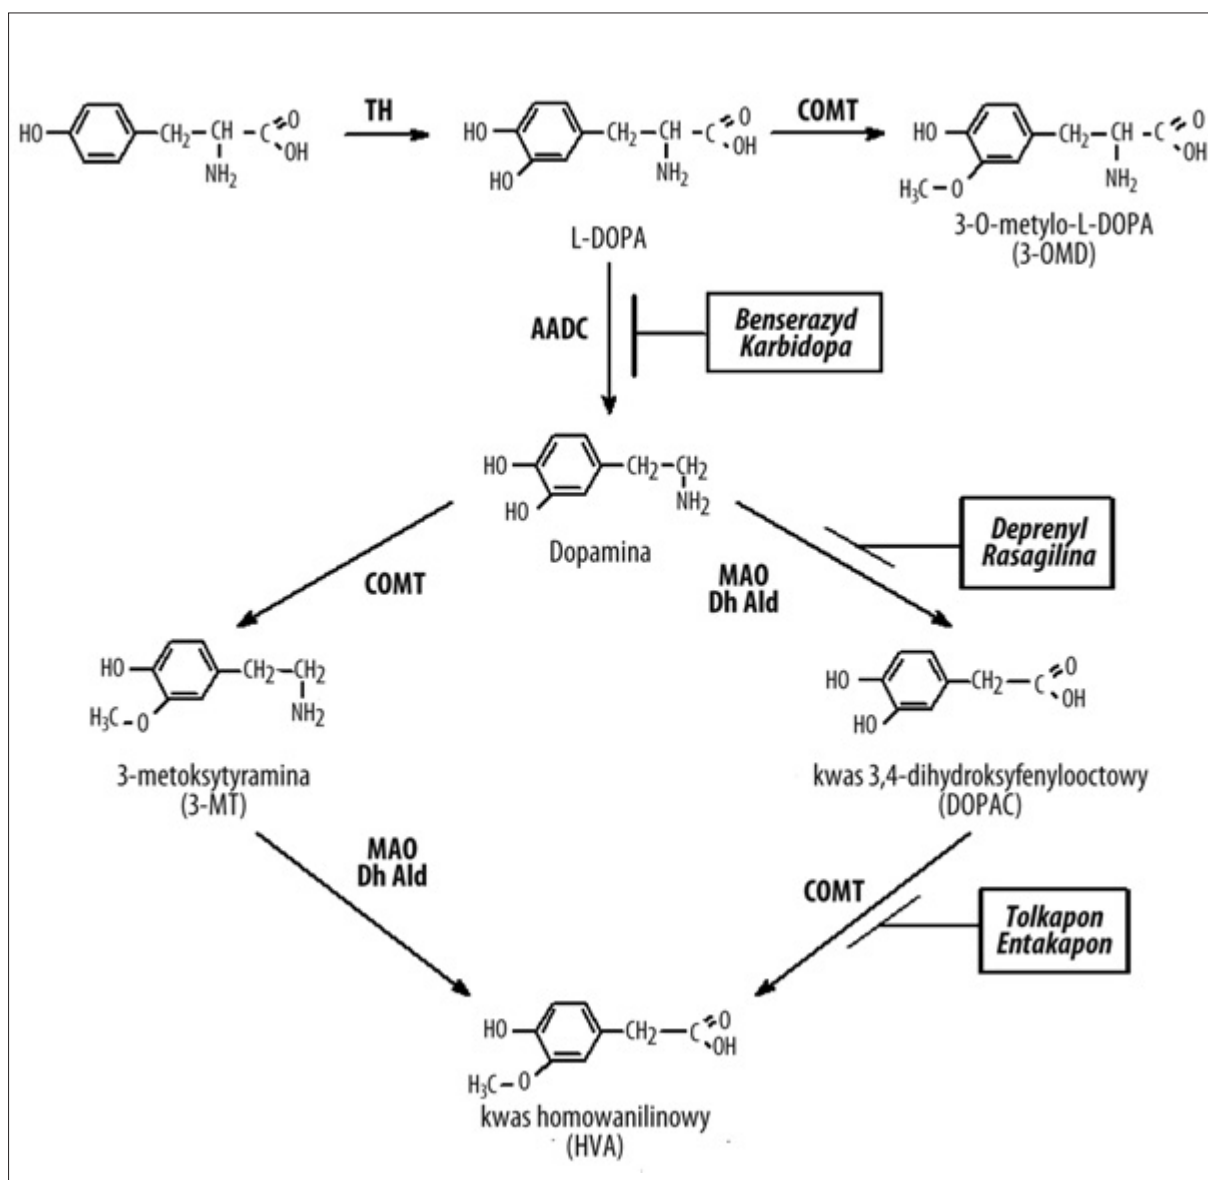 HO
CH₂
CH
C
O
OH
NH₂
TH
HO
HO
CH₂
CH
C
O
OH
NH₂
COMT
HO
H₃C
O
CH₂
CH
C
O
OH
NH₂
L-DOPA
3-O-metylo-L-DOPA
(3-OMD)
AADC
Benserazyd
Karbidopa
HO
HO
CH₂
CH₂
NH₂
Dopamina
Deprenyl
Rasagilina
COMT
MAO
Dh Ald
HO
H₃C
O
CH₂
CH₂
NH₂
HO
HO
CH₂
C
O
OH
3-metoksytyramina
(3-MT)
kwas 3,4-dihydroksyfenylooctowy
(DOPAC)
MAO
Dh Ald
COMT
Tolkapon
Entakapon
HO
H₃C
O
CH₂
C
O
OH
kwas homowanilinowy
(HVA)